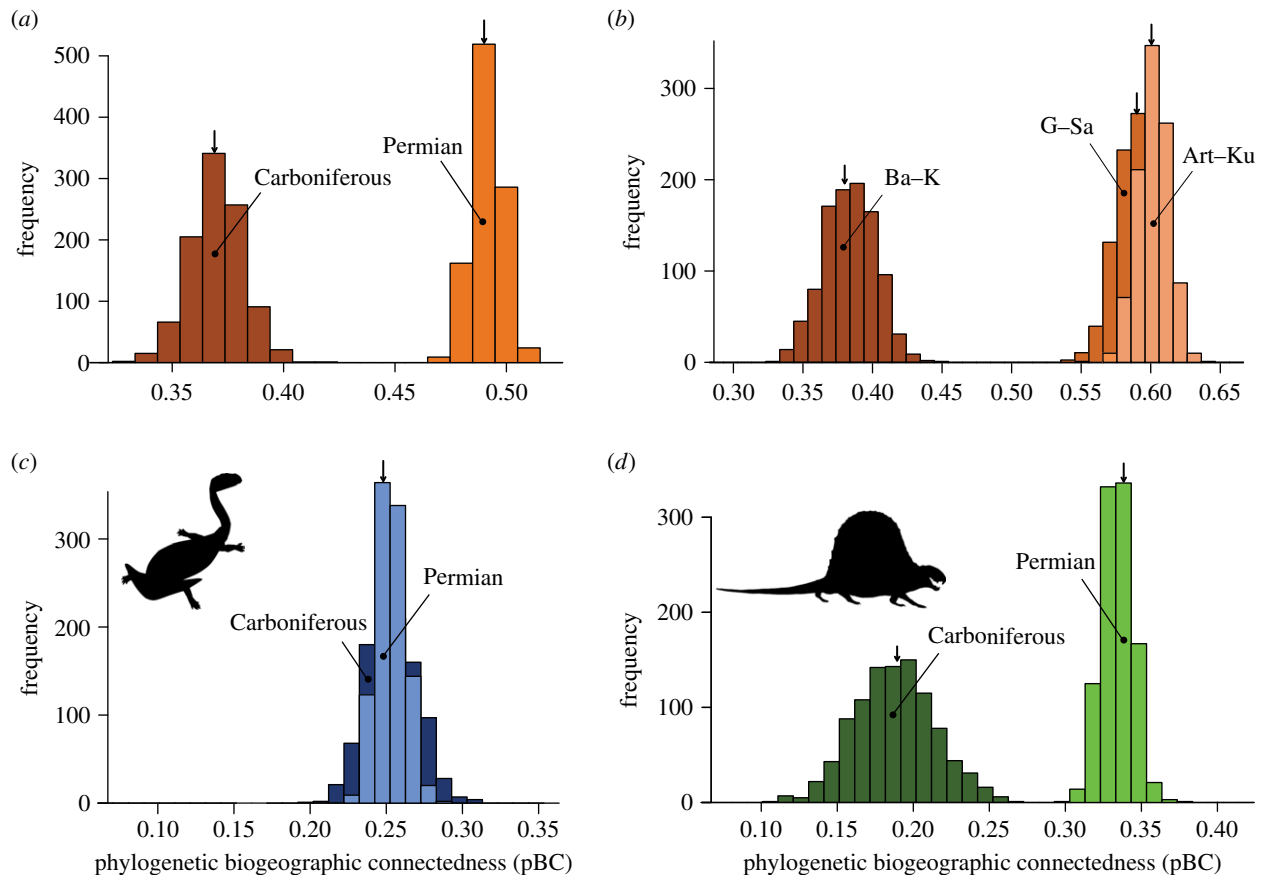 (a)
500
400
300
200
100
0
frequency
Carboniferous
Permian
0.35 0.40 0.45 0.50
(b)
300
200
100
0
frequency
Ba–K
G–Sa
Art–Ku
0.30 0.35 0.40 0.45 0.50 0.55 0.60 0.65
(c)
300
200
100
0
frequency
Carboniferous
Permian
0.10 0.15 0.20 0.25 0.30 0.35
phylogenetic biogeographic connectedness (pBC)
(d)
300
200
100
0
frequency
Carboniferous
Permian
0.10 0.15 0.20 0.25 0.30 0.35 0.40
phylogenetic biogeographic connectedness (pBC)